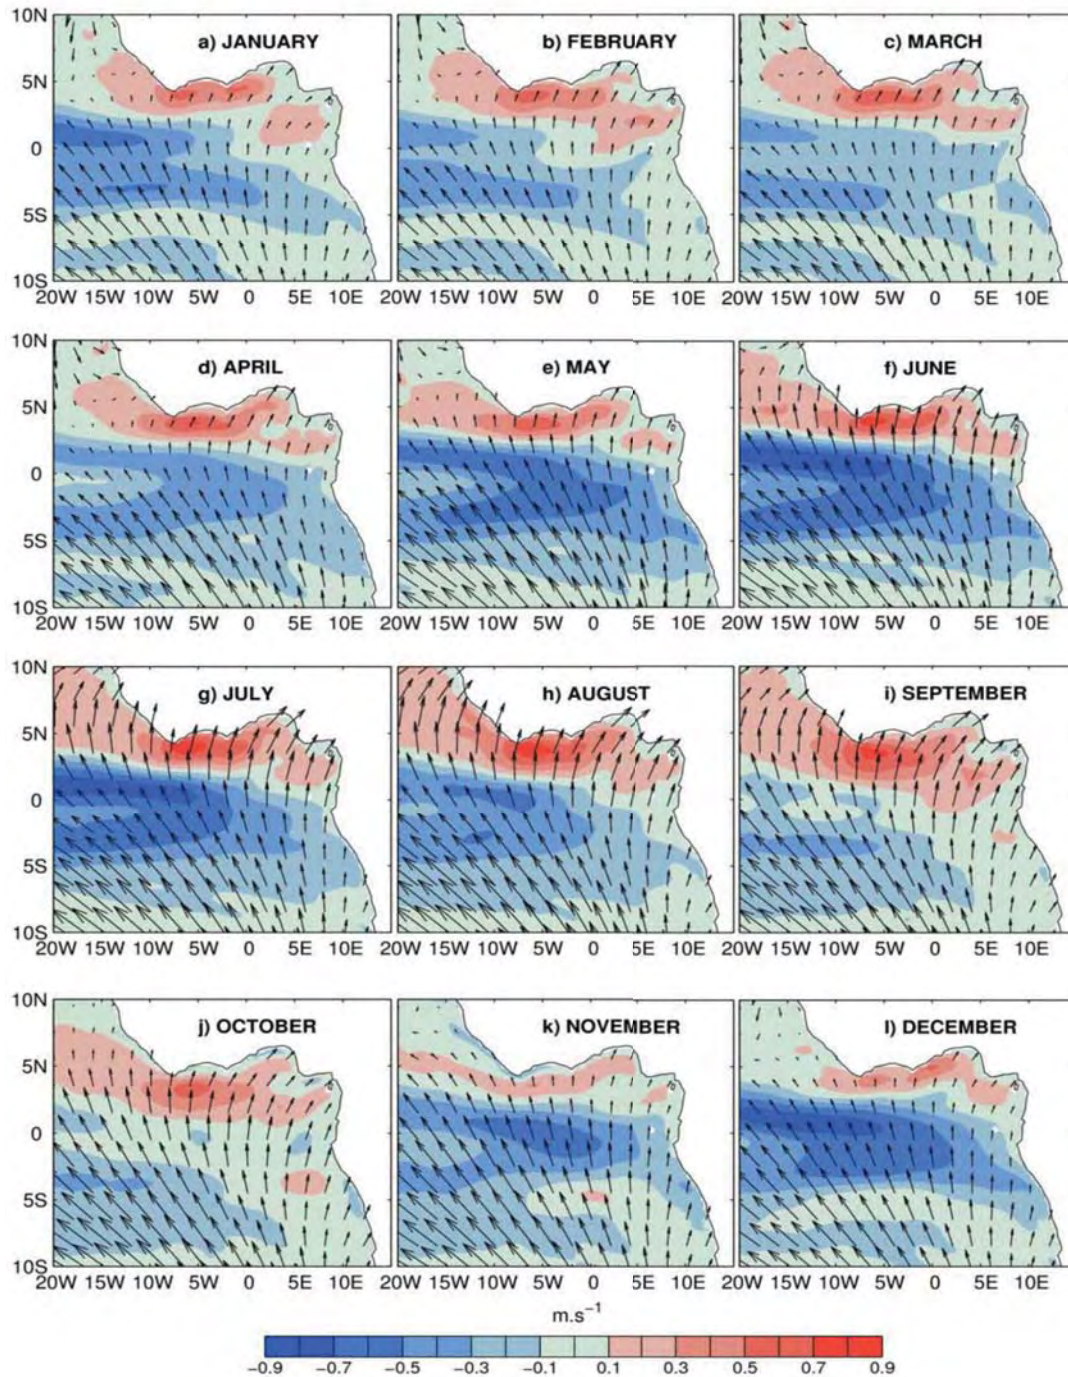 a) JANUARY b) FEBRUARY c) MARCH
10N
5N
0
5S
10S
20W 15W 10W 5W 0 5E 10E 20W 15W 10W 5W 0 5E 10E 20W 15W 10W 5W 0 5E 10E
d) APRIL e) MAY f) JUNE
10N
5N
0
5S
10S
20W 15W 10W 5W 0 5E 10E 20W 15W 10W 5W 0 5E 10E 20W 15W 10W 5W 0 5E 10E
g) JULY h) AUGUST i) SEPTEMBER
10N
5N
0
5S
10S
20W 15W 10W 5W 0 5E 10E 20W 15W 10W 5W 0 5E 10E 20W 15W 10W 5W 0 5E 10E
j) OCTOBER k) NOVEMBER l) DECEMBER
10N
5N
0
5S
10S
20W 15W 10W 5W 0 5E 10E 20W 15W 10W 5W 0 5E 10E 20W 15W 10W 5W 0 5E 10E
m.s⁻¹
−0.9 −0.7 −0.5 −0.3 −0.1 0.1 0.3 0.5 0.7 0.9